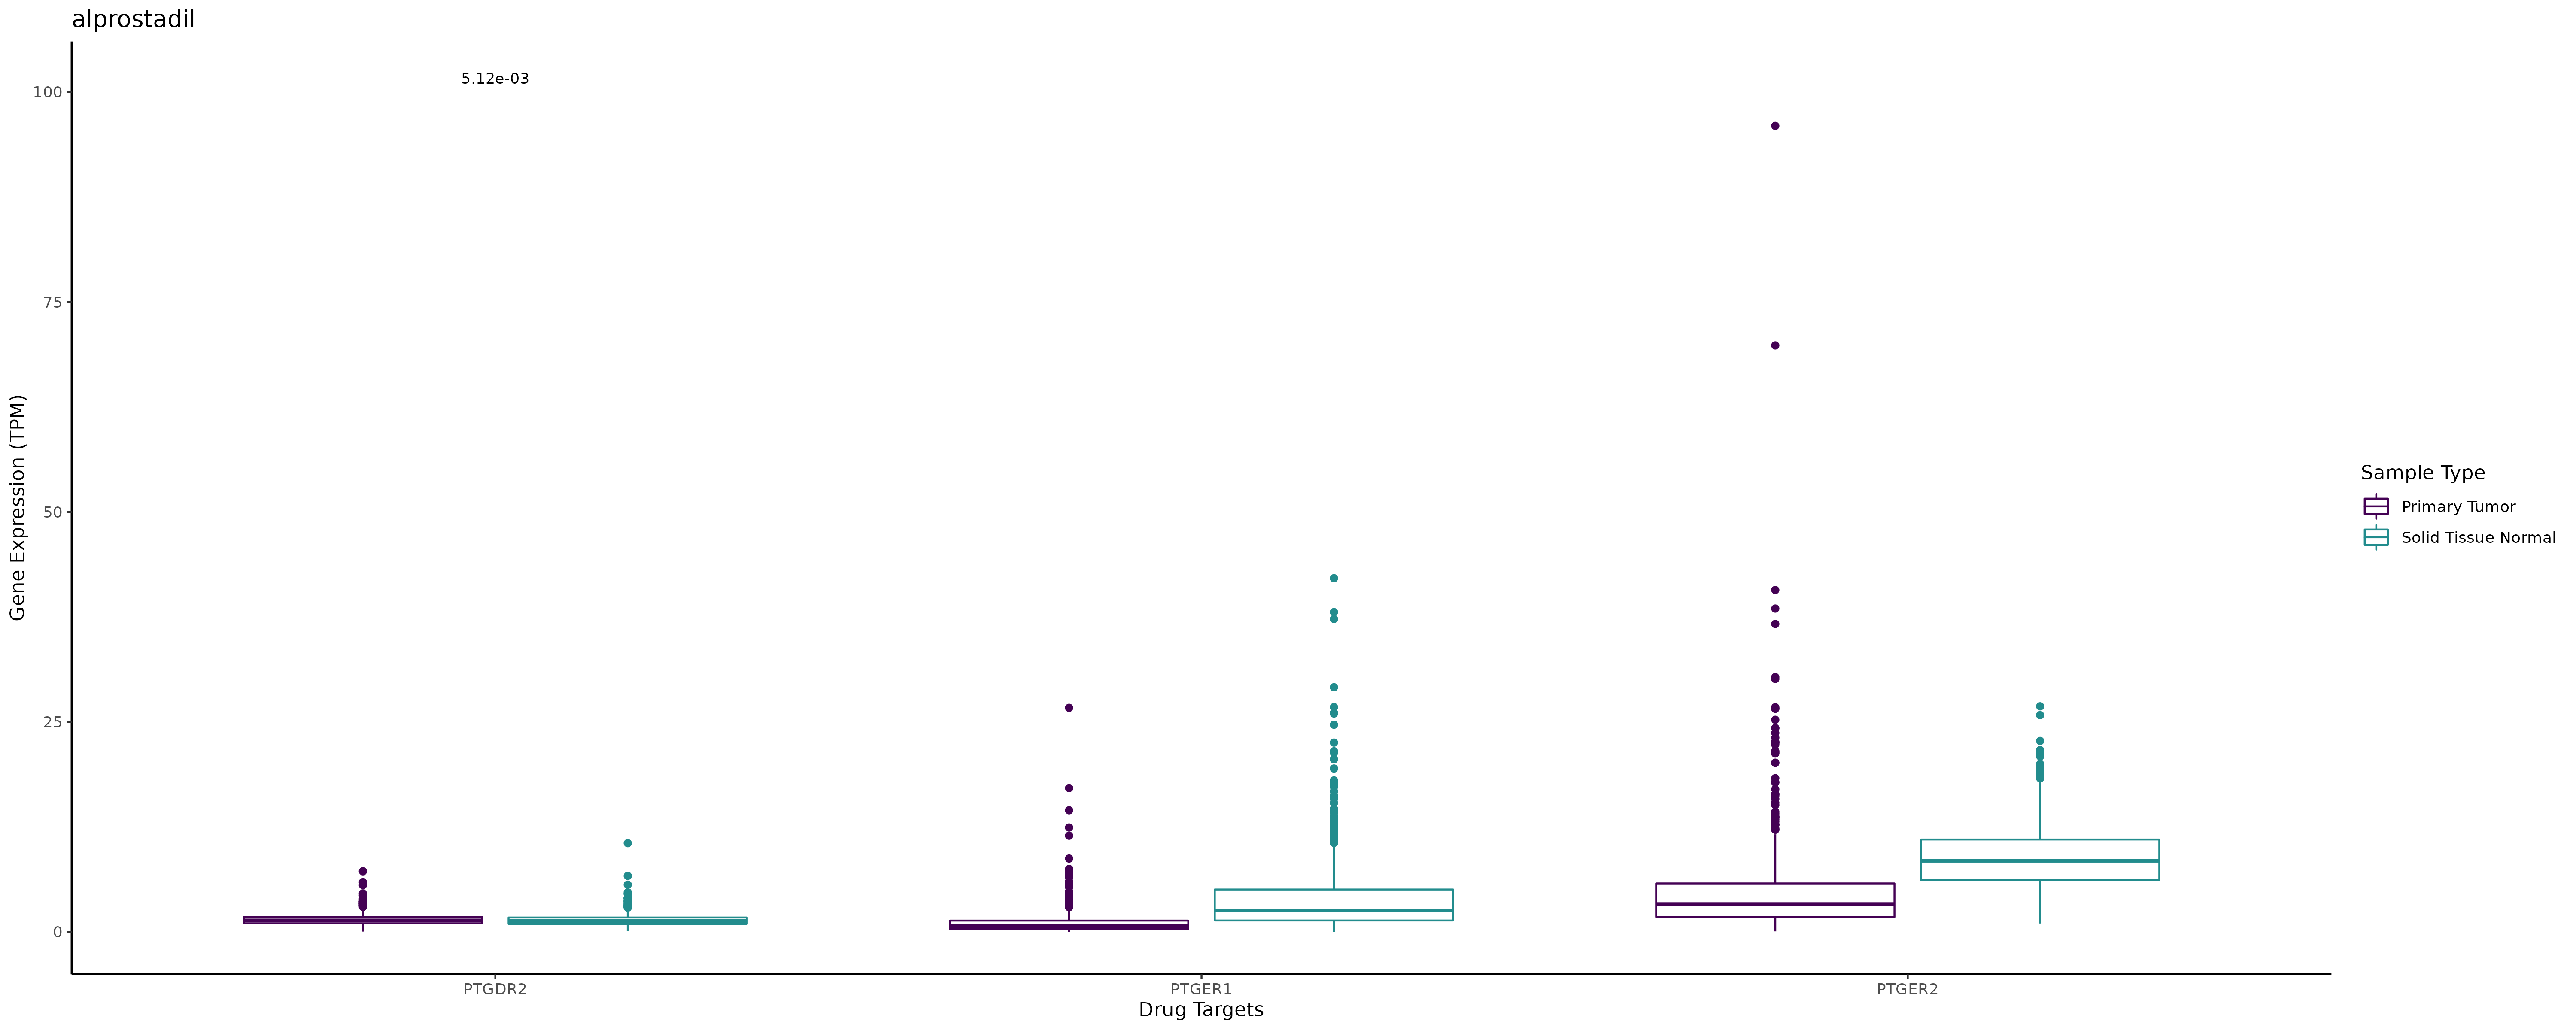 alprostadil
5.12e-03
100
75
50
25
0
Gene Expression (TPM)
PTGDR2
PTGER1
PTGER2
Drug Targets
Sample Type
Primary Tumor
Solid Tissue Normal